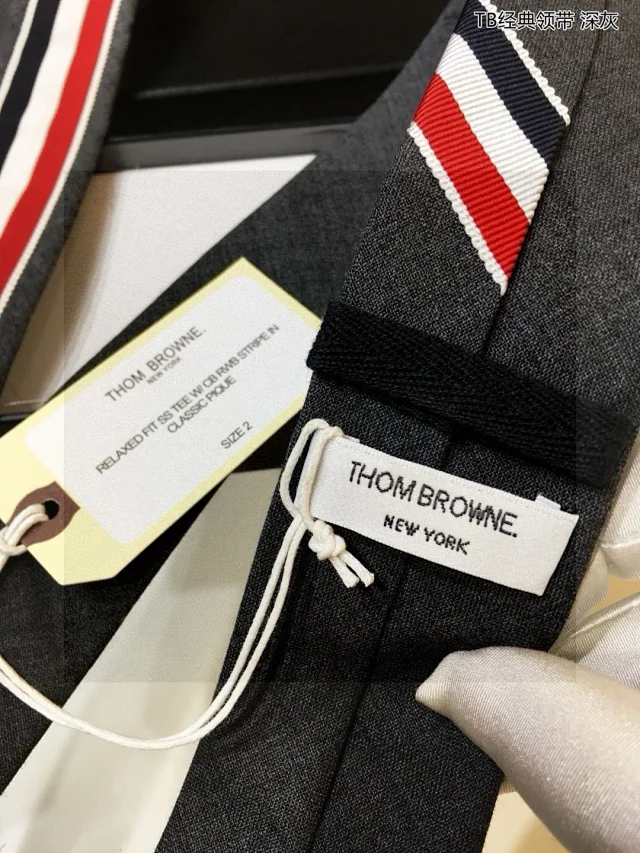 TB经典领带 深灰
THOM BROWNE.
NEW YORK
RELAXED FIT SS TEE W/ CB RWB STRIPE IN
CLASSIC PIQUE
SIZE 2
THOM BROWNE.
NEW YORK